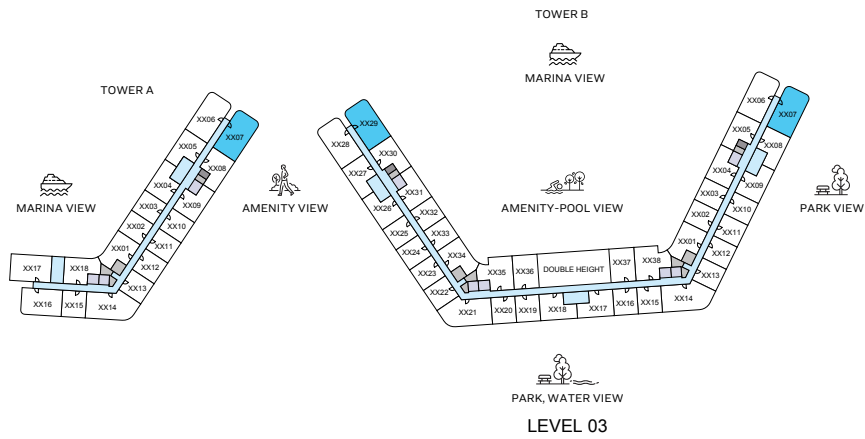 TOWER B
MARINA VIEW
TOWER A
MARINA VIEW
AMENITY VIEW
AMENITY-POOL VIEW
PARK VIEW
XX06
XX07
XX05
XX08
XX04
XX09
XX03
XX10
XX02
XX11
XX01
XX12
XX13
XX17
XX18
XX16
XX15
XX14
XX29
XX28
XX30
XX27
XX31
XX26
XX32
XX25
XX33
XX24
XX34
XX23
XX22
XX35
XX36
DOUBLE HEIGHT
XX37
XX38
XX21
XX20
XX19
XX18
XX17
XX16
XX15
XX14
XX06
XX07
XX05
XX08
XX04
XX09
XX03
XX10
XX02
XX11
XX01
XX12
XX13
PARK, WATER VIEW
LEVEL 03